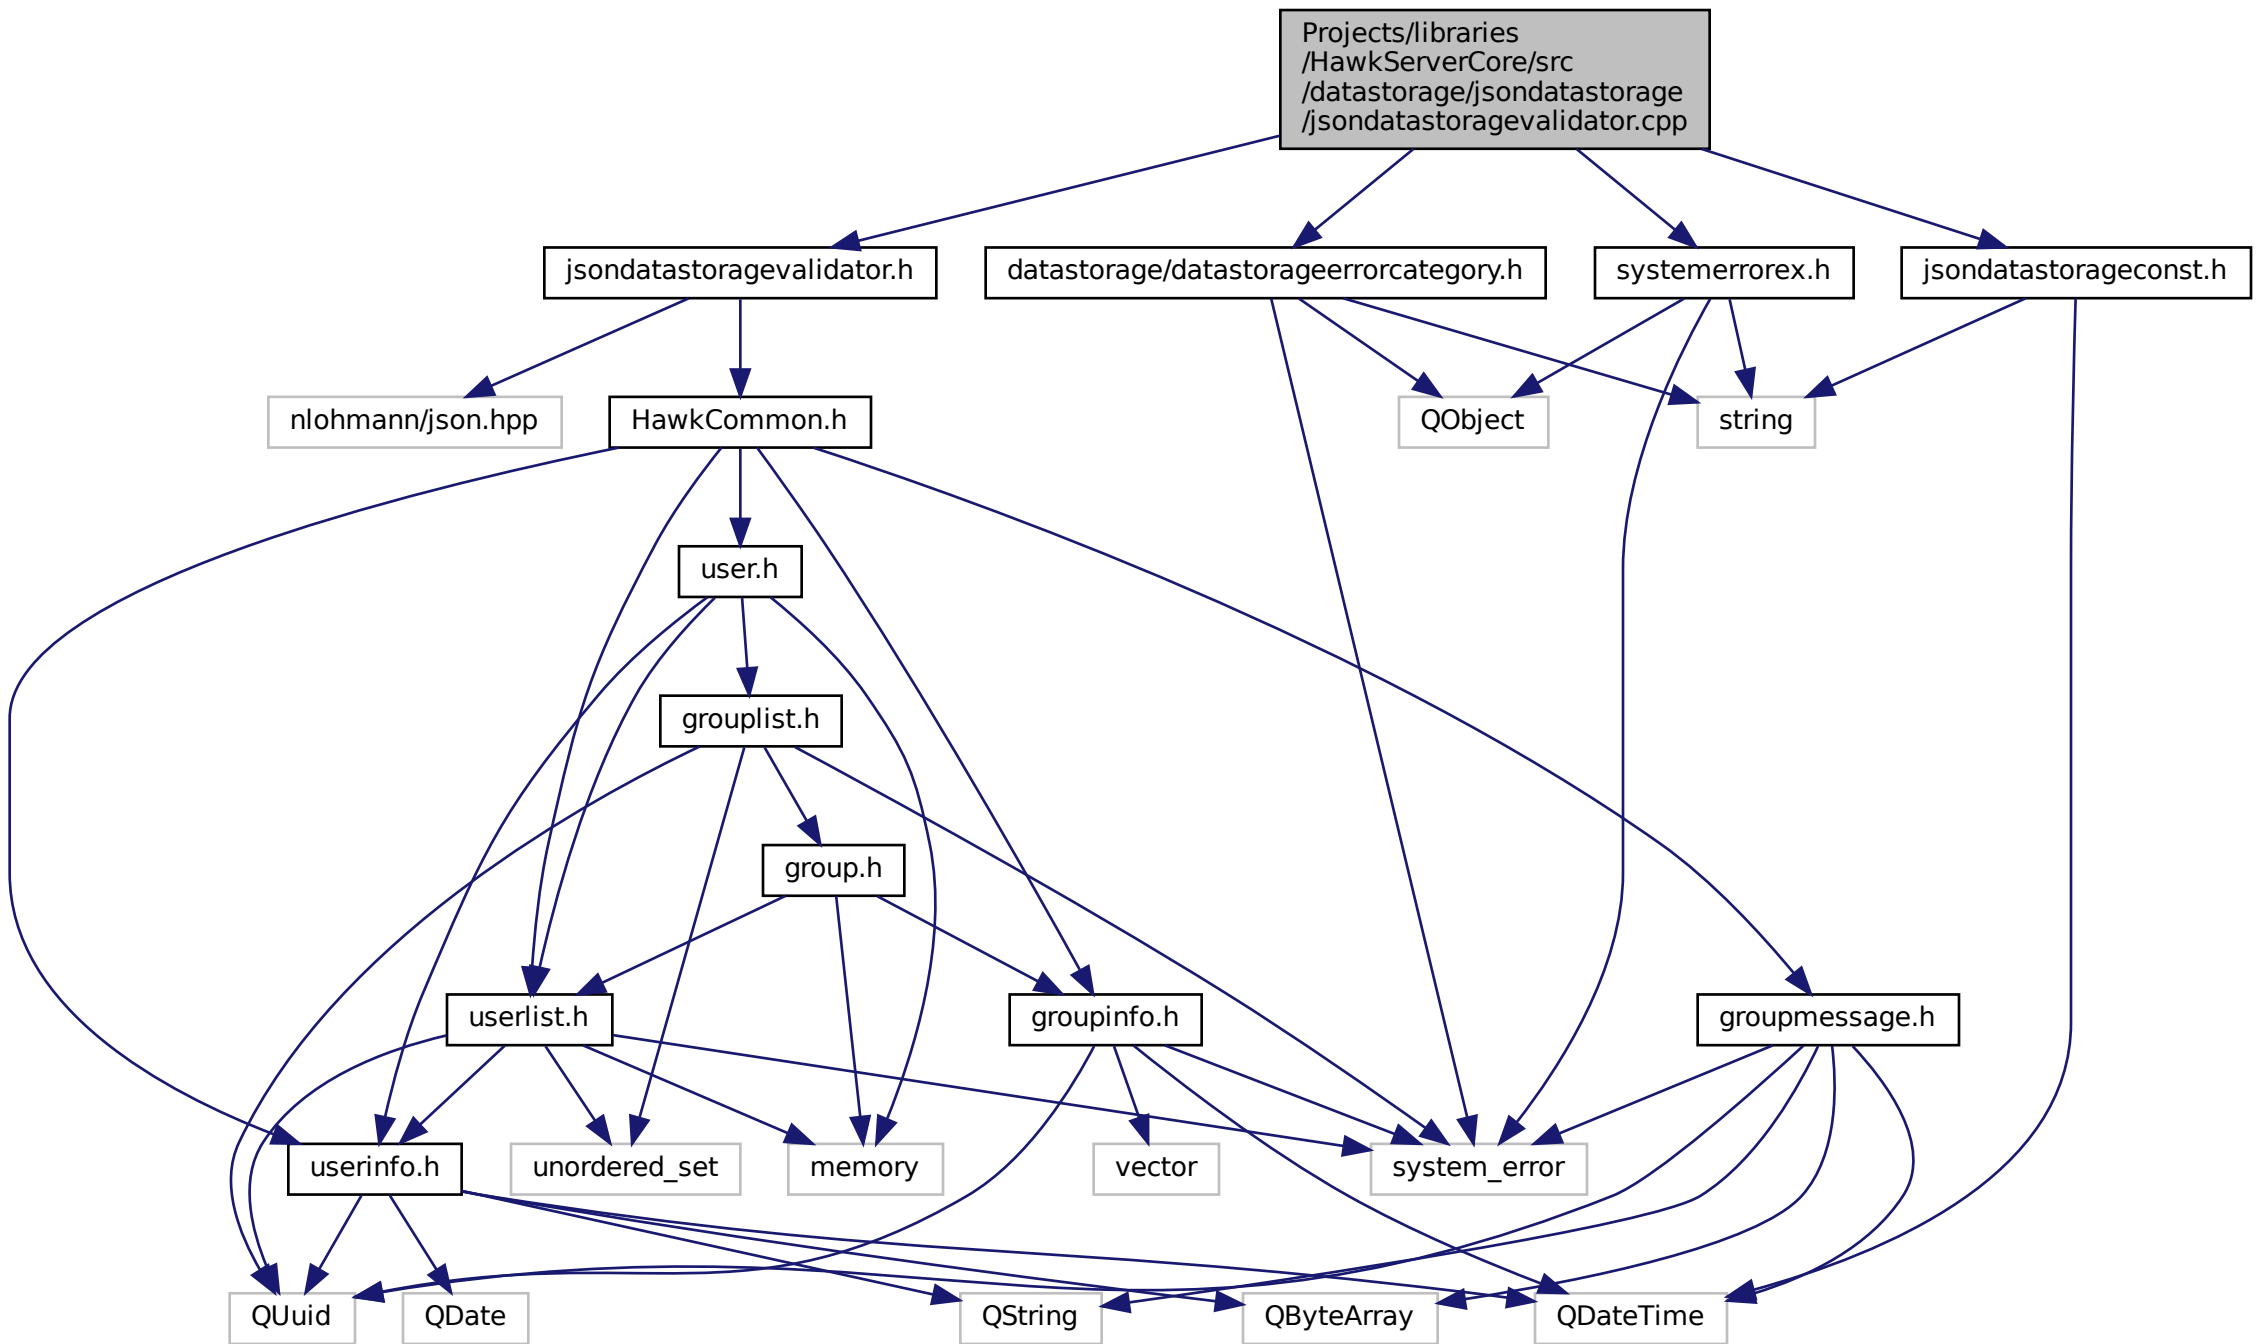 Projects/libraries
/HawkServerCore/src
/datastorage/jsondatastorage
/jsondatastoragevalidator.cpp
jsondatastoragevalidator.h
datastorage/datastorageerrorcategory.h
systemerrorex.h
jsondatastorageconst.h
nlohmann/json.hpp
HawkCommon.h
QObject
string
user.h
grouplist.h
group.h
userlist.h
groupinfo.h
groupmessage.h
userinfo.h
unordered_set
memory
vector
system_error
QUuid
QDate
QString
QByteArray
QDateTime